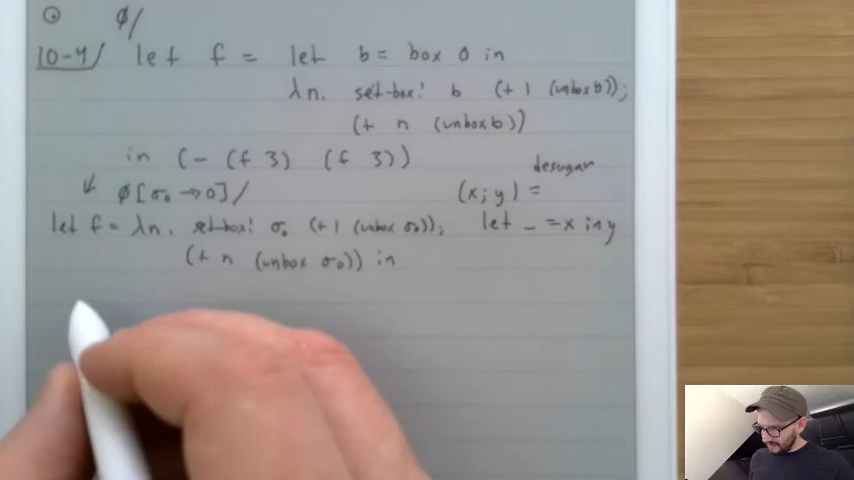 ⊙ ∅/
10-4/ let f = let b = box 0 in
λn. set-box! b (+ 1 (unbox b));
(+ n (unbox b))
in (- (f 3) (f 3))
desugar
↓ ∅[σ₀ → 0]/ (x; y) =
let f = λn. set-box! σ₀ (+ 1 (unbox σ₀)); let _ = x in y
(+ n (unbox σ₀)) in